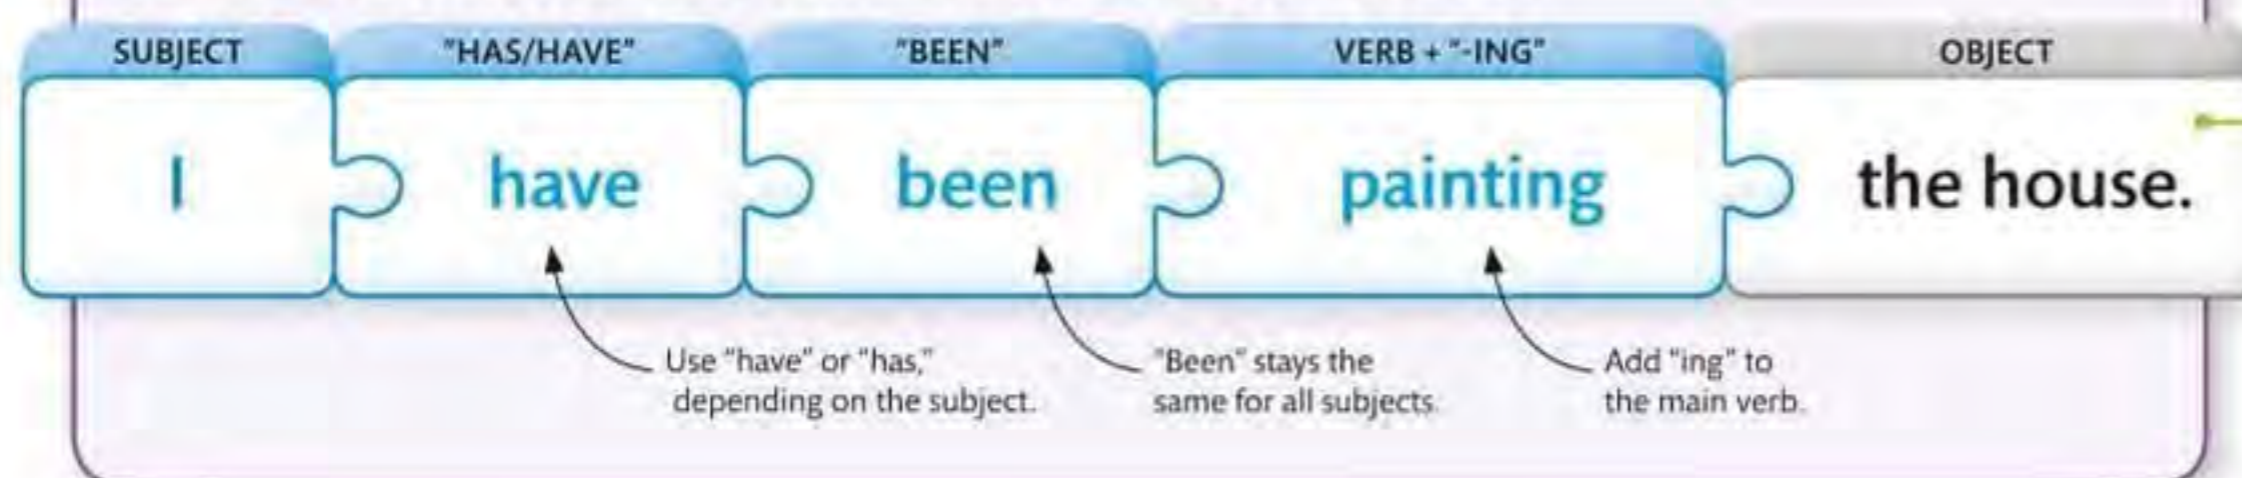 SUBJECT "HAS/HAVE" "BEEN" VERB + "-ING" OBJECT
I have been painting the house.
Use "have" or "has," "Been" stays the Add "ing" to
depending on the subject. same for all subjects. the main verb.